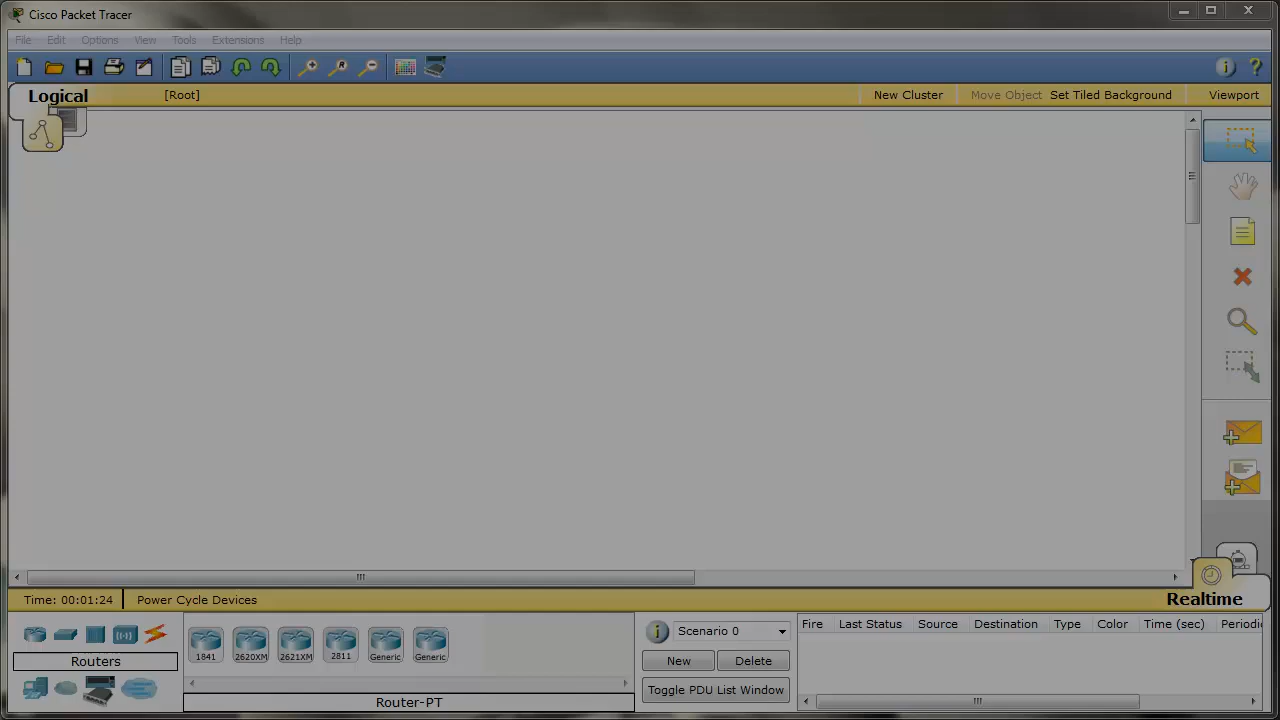 Cisco Packet Tracer
File Edit Options View Tools Extensions Help
Logical [Root] New Cluster Move Object Set Tiled Background Viewport
Time: 00:01:24 Power Cycle Devices Realtime
Fire Last Status Source Destination Type Color Time (sec) Periodi
Scenario 0
1841 2620XM 2621XM 2811 Generic Generic
Routers
New Delete
Toggle PDU List Window
Router-PT